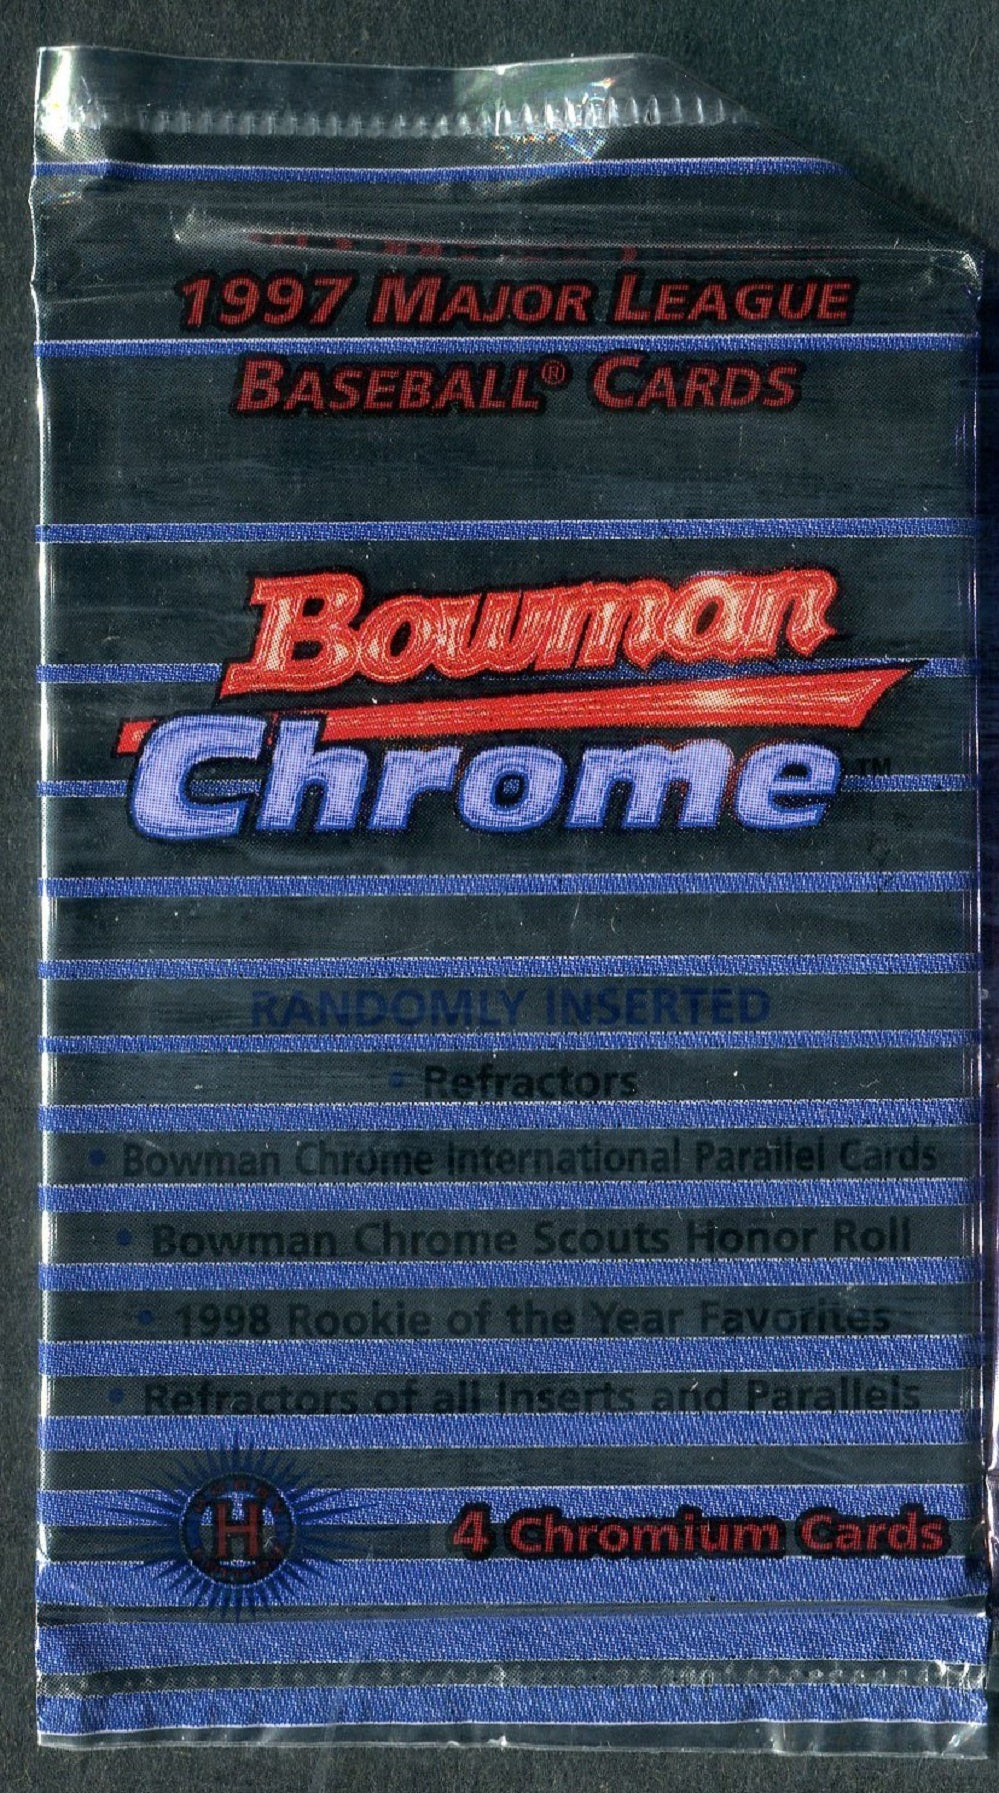 1997 MAJOR LEAGUE
BASEBALL® CARDS
Bowman
Chrome™
RANDOMLY INSERTED
• Refractors
• Bowman Chrome International Parallel Cards
• Bowman Chrome Scouts Honor Roll
• 1998 Rookie of the Year Favorites
• Refractors of all Inserts and Parallels
H
4 Chromium Cards